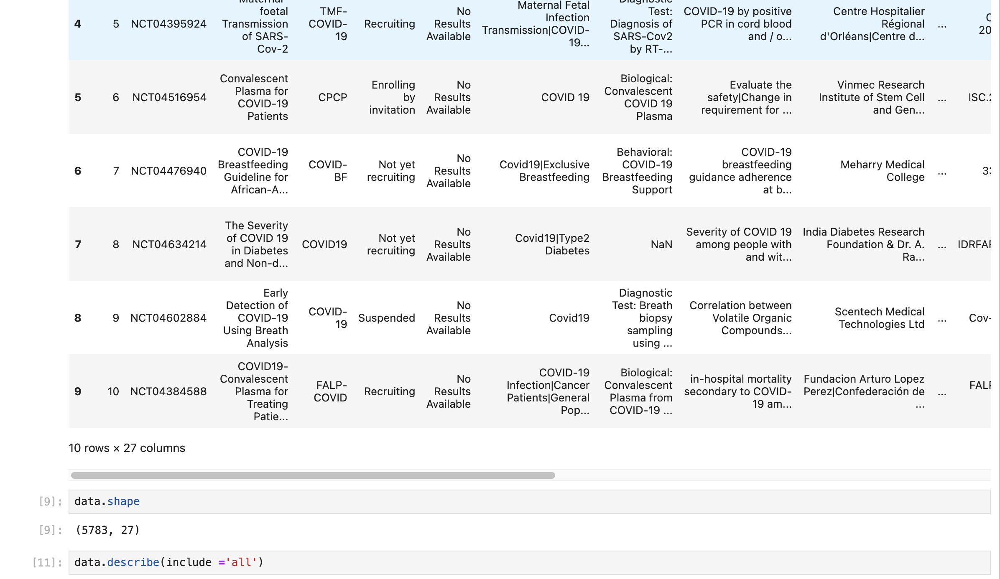 Maternal-
foetal
Transmission
of SARS-
Cov-2
4 5 NCT04395924
TMF-
COVID-
19
Recruiting
No
Results
Available
Maternal Fetal
Infection
Transmission|COVID-
19...
Diagnostic
Test:
Diagnosis of
SARS-Cov2
by RT-...
COVID-19 by positive
PCR in cord blood
and / o...
Centre Hospitalier
Régional
d'Orléans|Centre d...
...
20
5 6 NCT04516954
Convalescent
Plasma for
COVID-19
Patients
CPCP
Enrolling
by
invitation
No
Results
Available
COVID 19
Biological:
Convalescent
COVID 19
Plasma
Evaluate the
safety|Change in
requirement for ...
Vinmec Research
Institute of Stem Cell
and Gen...
...
ISC.
6 7 NCT04476940
COVID-19
Breastfeeding
Guideline for
African-A...
COVID-
BF
Not yet
recruiting
No
Results
Available
Covid19|Exclusive
Breastfeeding
Behavioral:
COVID-19
Breastfeeding
Support
COVID-19
breastfeeding
guidance adherence
at b...
Meharry Medical
College
...
3
7 8 NCT04634214
The Severity
of COVID 19
in Diabetes
and Non-d...
COVID19
Not yet
recruiting
No
Results
Available
Covid19|Type2
Diabetes
NaN
Severity of COVID 19
among people with
and wit...
India Diabetes Research
Foundation & Dr. A.
Ra...
...
IDRFA
8 9 NCT04602884
Early
Detection of
COVID-19
Using Breath
Analysis
COVID-
19
Suspended
No
Results
Available
Covid19
Diagnostic
Test: Breath
biopsy
sampling
using ...
Correlation between
Volatile Organic
Compounds...
Scentech Medical
Technologies Ltd
...
Cov-
9 10 NCT04384588
COVID19-
Convalescent
Plasma for
Treating
Patie...
FALP-
COVID
Recruiting
No
Results
Available
COVID-19
Infection|Cancer
Patients|General
Pop...
Biological:
Convalescent
Plasma from
COVID-19 ...
in-hospital mortality
secondary to COVID-
19 am...
Fundacion Arturo Lopez
Perez|Confederación de
...
...
FAL
10 rows × 27 columns
[9]: data.shape
[9]: (5783, 27)
[11]: data.describe(include ='all')